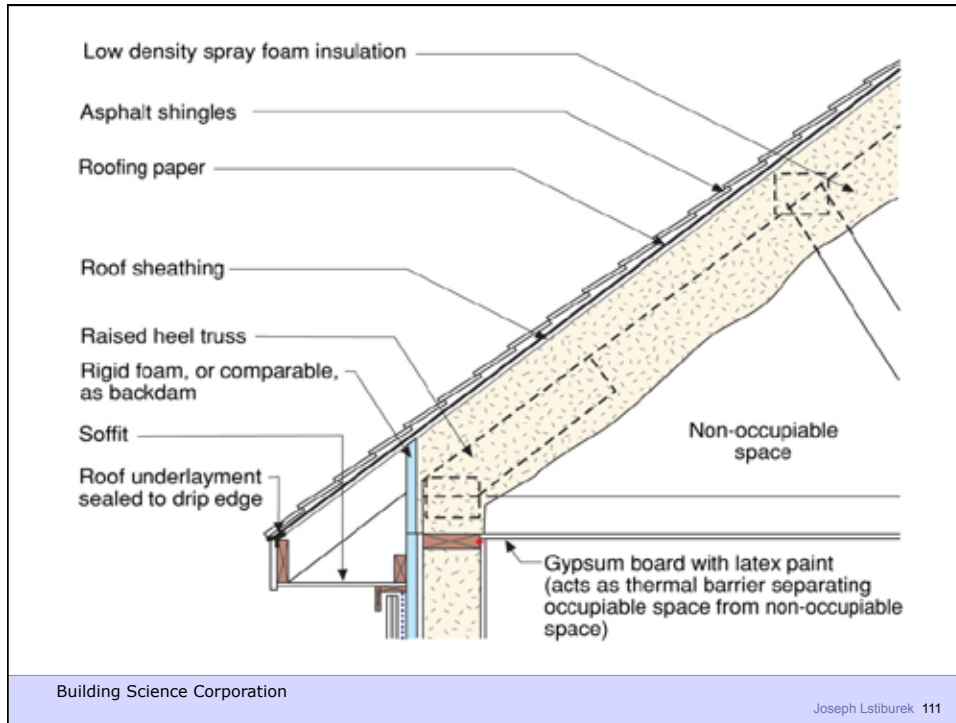 Low density spray foam insulation
Asphalt shingles
Roofing paper
Roof sheathing
Raised heel truss
Rigid foam, or comparable,
as backdam
Soffit
Roof underlayment
sealed to drip edge
Non-occupiable
space
Gypsum board with latex paint
(acts as thermal barrier separating
occupiable space from non-occupiable
space)
Building Science Corporation
Joseph Lstiburek 111